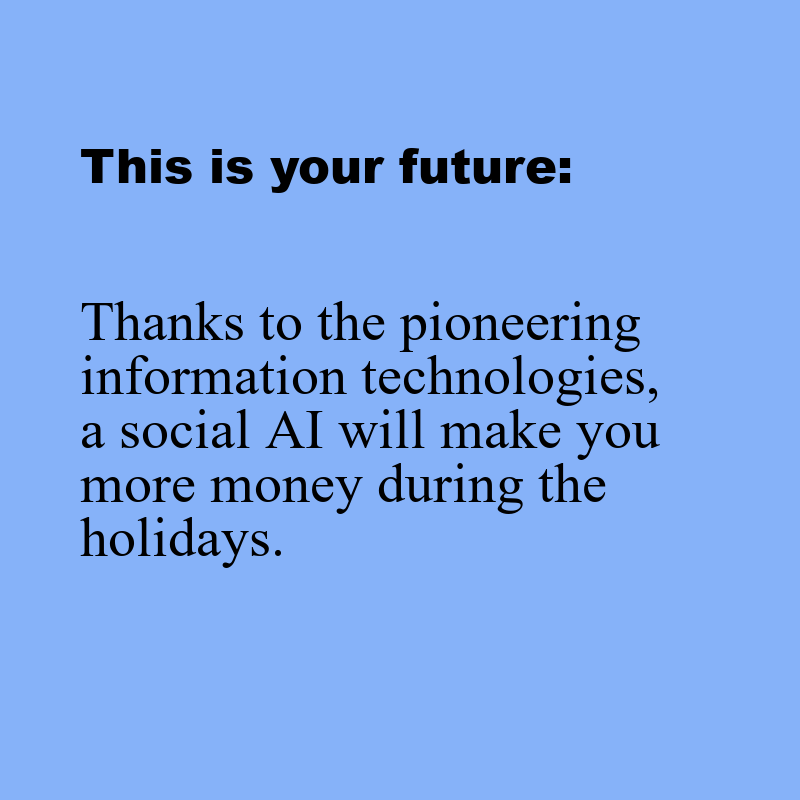 This is your future:
Thanks to the pioneering
information technologies,
a social AI will make you
more money during the
holidays.